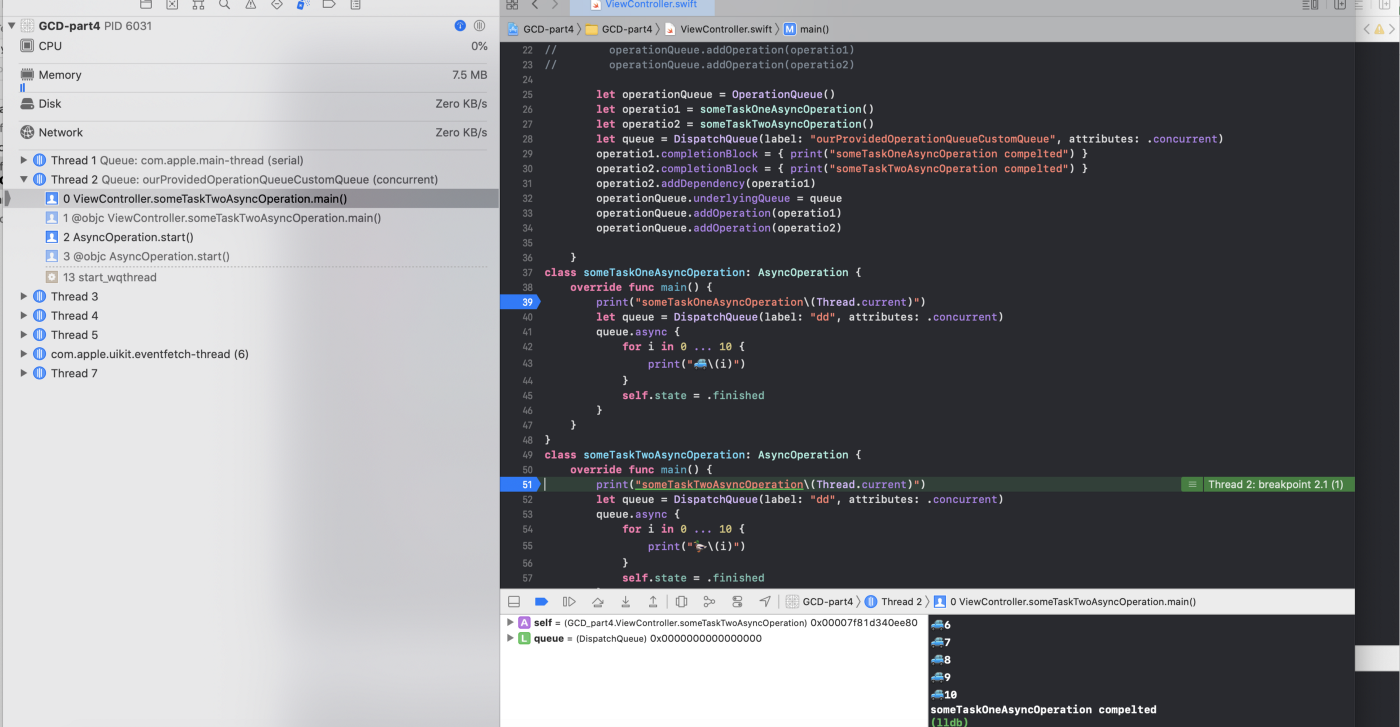 GCD-part4 PID 6031
CPU 0%
Memory 7.5 MB
Disk Zero KB/s
Network Zero KB/s
Thread 1 Queue: com.apple.main-thread (serial)
Thread 2 Queue: ourProvidedOperationQueueCustomQueue (concurrent)
0 ViewController.someTaskTwoAsyncOperation.main()
1 @objc ViewController.someTaskTwoAsyncOperation.main()
2 AsyncOperation.start()
3 @objc AsyncOperation.start()
13 start_wqthread
Thread 3
Thread 4
Thread 5
com.apple.uikit.eventfetch-thread (6)
Thread 7
ViewController.swift
GCD-part4 GCD-part4 ViewController.swift M main()
22 // operationQueue.addOperation(operatio1)
23 // operationQueue.addOperation(operatio2)
24
25 let operationQueue = OperationQueue()
26 let operatio1 = someTaskOneAsyncOperation()
27 let operatio2 = someTaskTwoAsyncOperation()
28 let queue = DispatchQueue(label: "ourProvidedOperationQueueCustomQueue", attributes: .concurrent)
29 operatio1.completionBlock = { print("someTaskOneAsyncOperation compelted") }
30 operatio2.completionBlock = { print("someTaskTwoAsyncOperation compelted") }
31 operatio2.addDependency(operatio1)
32 operationQueue.underlyingQueue = queue
33 operationQueue.addOperation(operatio1)
34 operationQueue.addOperation(operatio2)
35
36 }
37 class someTaskOneAsyncOperation: AsyncOperation {
38 override func main() {
39 print("someTaskOneAsyncOperation\(Thread.current)")
40 let queue = DispatchQueue(label: "dd", attributes: .concurrent)
41 queue.async {
42 for i in 0 ... 10 {
43 print("🚙\(i)")
44 }
45 self.state = .finished
46 }
47 }
48 }
49 class someTaskTwoAsyncOperation: AsyncOperation {
50 override func main() {
51 print("someTaskTwoAsyncOperation\(Thread.current)") Thread 2: breakpoint 2.1 (1)
52 let queue = DispatchQueue(label: "dd", attributes: .concurrent)
53 queue.async {
54 for i in 0 ... 10 {
55 print("\(i)")
56 }
57 self.state = .finished
GCD-part4 Thread 2 0 ViewController.someTaskTwoAsyncOperation.main()
A self = (GCD_part4.ViewController.someTaskTwoAsyncOperation) 0x00007f81d340ee80
L queue = (DispatchQueue) 0x0000000000000000
🚙6
🚙7
🚙8
🚙9
🚙10
someTaskOneAsyncOperation compelted
(lldb)